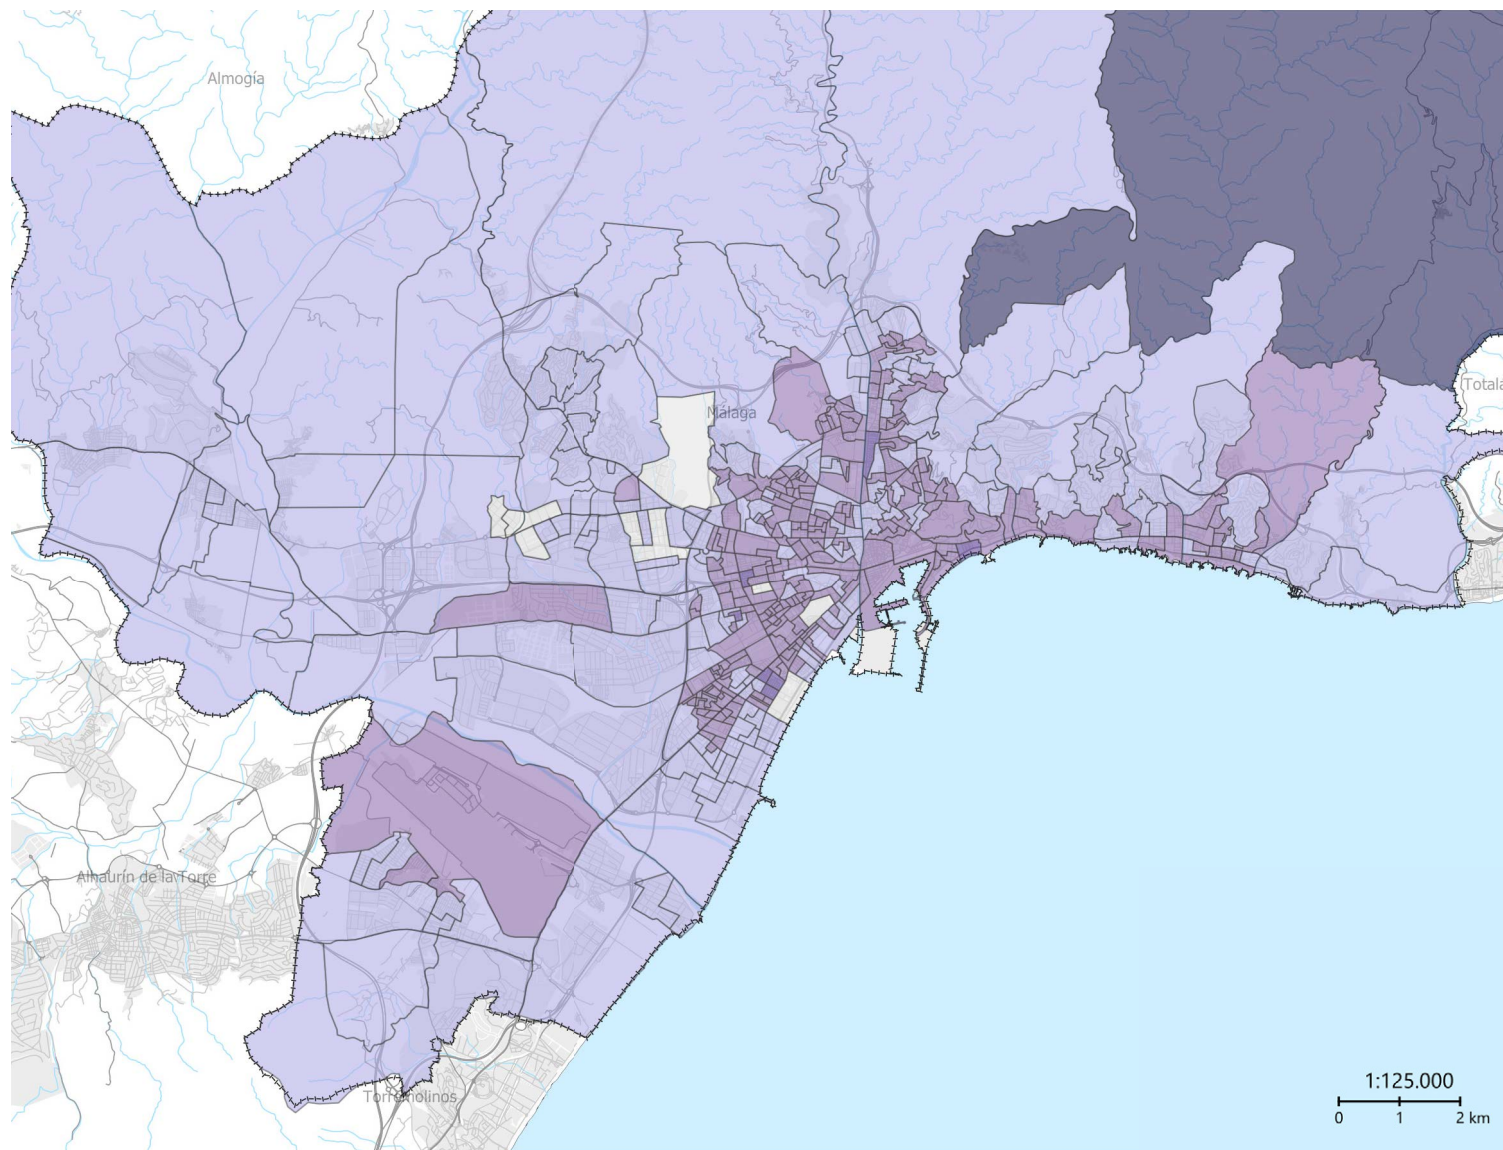 Almogía
Totala
Málaga
Alhaurín de la Torre
Torremolinos
1:125.000
0 1 2 km